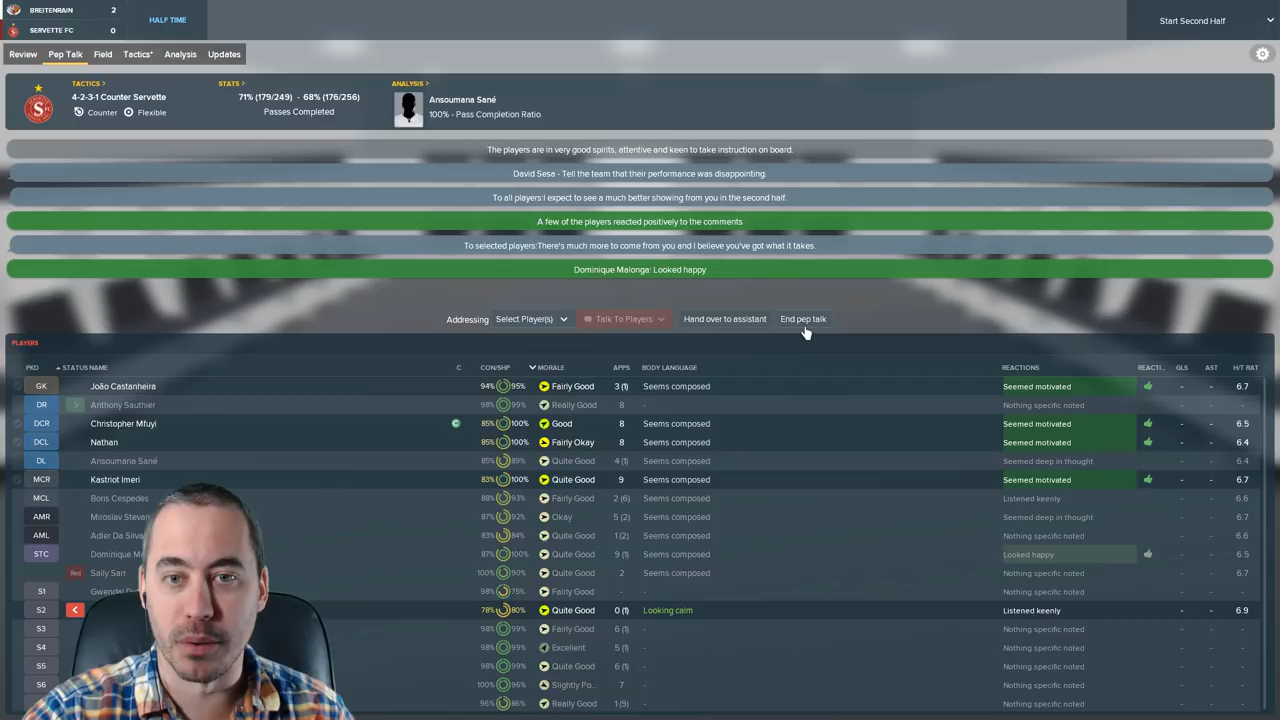 BREITENRAIN 2
SERVETTE FC 0
HALF TIME
Start Second Half
Review Pep Talk Field Tactics* Analysis Updates
TACTICS >
4-2-3-1 Counter Servette
Counter Flexible
STATS >
71% (179/249) - 68% (176/256)
Passes Completed
ANALYSIS >
Ansoumana Sané
100% - Pass Completion Ratio
The players are in very good spirits, attentive and keen to take instruction on board.
David Sesa - Tell the team that their performance was disappointing.
To all players:I expect to see a much better showing from you in the second half.
A few of the players reacted positively to the comments
To selected players:There's much more to come from you and I believe you've got what it takes.
Dominique Malonga: Looked happy
Addressing Select Player(s) Talk To Players Hand over to assistant End pep talk
PLAYERS
PKD STATUS NAME C CON/SHP MORALE APPS BODY LANGUAGE REACTIONS REACTI... GLS AST H/T RAT
GK João Castanheira 94% 95% Fairly Good 3 (1) Seems composed Seemed motivated - - 6.7
DR Anthony Sauthier 98% 99% Really Good 8 - Nothing specific noted - -
DCR Christopher Mfuyi C 85% 100% Good 8 Seems composed Seemed motivated - - 6.5
DCL Nathan 85% 100% Fairly Okay 8 Seems composed Seemed motivated - - 6.4
DL Ansoumana Sané 85% 89% Quite Good 4 (1) Seems composed Seemed deep in thought - - 6.4
MCR Kastriot Imeri 83% 100% Quite Good 9 Seems composed Seemed motivated - - 6.7
MCL Boris Cespedes 88% 93% Fairly Good 2 (6) Seems composed Listened keenly - - 6.6
AMR Miroslav Stevan 87% 92% Okay 5 (2) Seems composed Seemed deep in thought - - 6.7
AML Adler Da Silva 83% 84% Quite Good 1 (2) Seems composed Nothing specific noted - - 6.6
STC Dominique M 87% 100% Quite Good 9 (1) Seems composed Looked happy - - 6.5
Red Sally Sarr 100% 90% Quite Good 2 Seems composed Nothing specific noted - - 6.7
S1 Gwendal D 98% 75% Fairly Good - - Nothing specific noted - -
S2 78% 80% Quite Good 0 (1) Looking calm Listened keenly - - 6.9
S3 98% 99% Fairly Good 6 (1) - Nothing specific noted - -
S4 98% 99% Excellent 5 (1) - Nothing specific noted - -
S5 98% 99% Quite Good 6 (1) - Nothing specific noted - -
S6 100% 96% Slightly Po... 7 - Nothing specific noted - -
96% 86% Really Good 1 (9) - Nothing specific noted - -